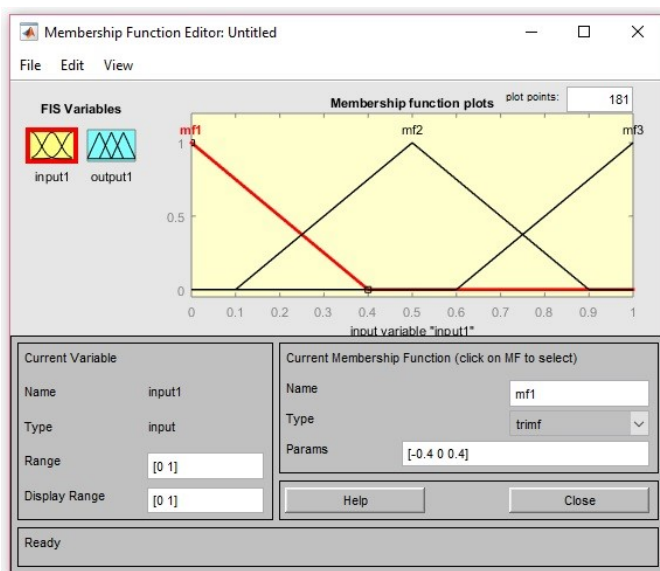 Membership Function Editor: Untitled
File Edit View
FIS Variables
input1 output1
Membership function plots
plot points: 181
mf1 mf2 mf3
1
0.5
0
0 0.1 0.2 0.3 0.4 0.5 0.6 0.7 0.8 0.9 1
input variable "input1"
Current Variable
Name input1
Type input
Range [0 1]
Display Range [0 1]
Current Membership Function (click on MF to select)
Name mf1
Type trimf
Params [-0.4 0 0.4]
Help Close
Ready